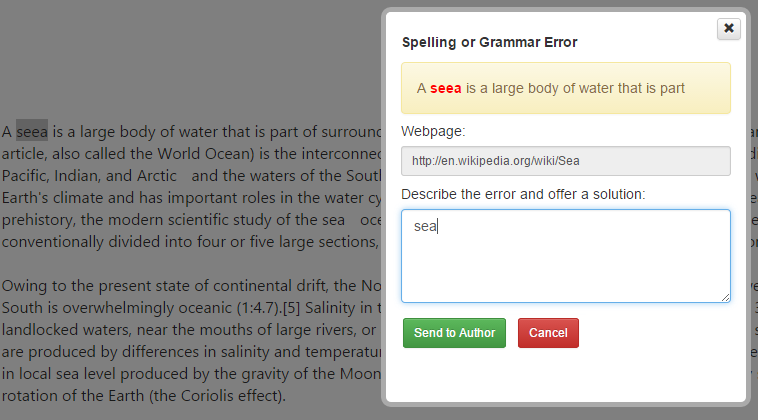 Spelling or Grammar Error
A seea is a large body of water that is part
Webpage:
http://en.wikipedia.org/wiki/Sea
Describe the error and offer a solution:
sea
Send to Author Cancel
A seea is a large body of water that is part of
article, also called the World Ocean) is the
Pacific, Indian, and Arctic and the waters of the
Earth's climate and has important roles in the water
prehistory, the modern scientific study of the sea
conventionally divided into four or five large sections,
Owing to the present state of continental drift, the
South is overwhelmingly oceanic (1:4.7).[5] Salinity in
landlocked waters, near the mouths of large rivers, or
are produced by differences in salinity and
in local sea level produced by the gravity of the Moon
rotation of the Earth (the Coriolis effect).